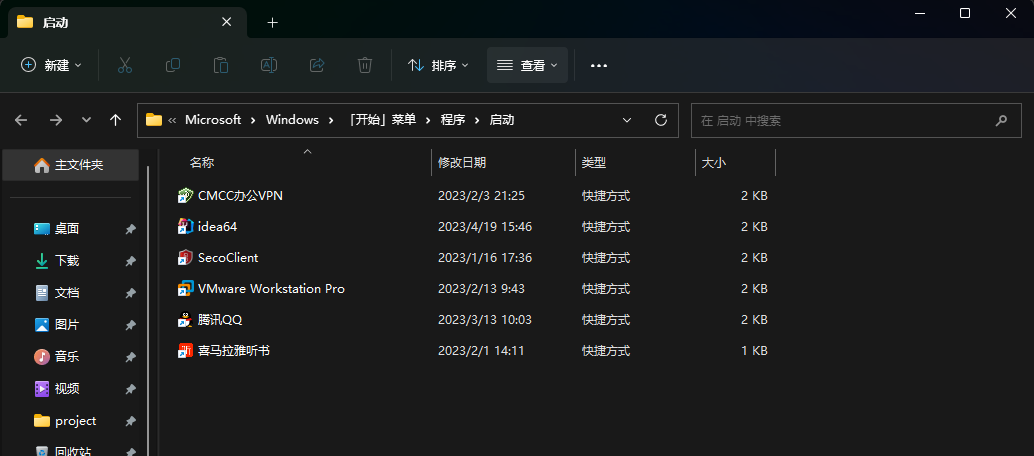 启动
新建
排序
查看
« Microsoft > Windows > 「开始」菜单 > 程序 > 启动
在 启动 中搜索
主文件夹
桌面
下载
文档
图片
音乐
视频
project
回收站
名称 修改日期 类型 大小
CMCC办公VPN 2023/2/3 21:25 快捷方式 2 KB
idea64 2023/4/19 15:46 快捷方式 2 KB
SecoClient 2023/1/16 17:36 快捷方式 2 KB
VMware Workstation Pro 2023/2/13 9:43 快捷方式 2 KB
腾讯QQ 2023/3/13 10:03 快捷方式 2 KB
喜马拉雅听书 2023/2/1 14:11 快捷方式 1 KB